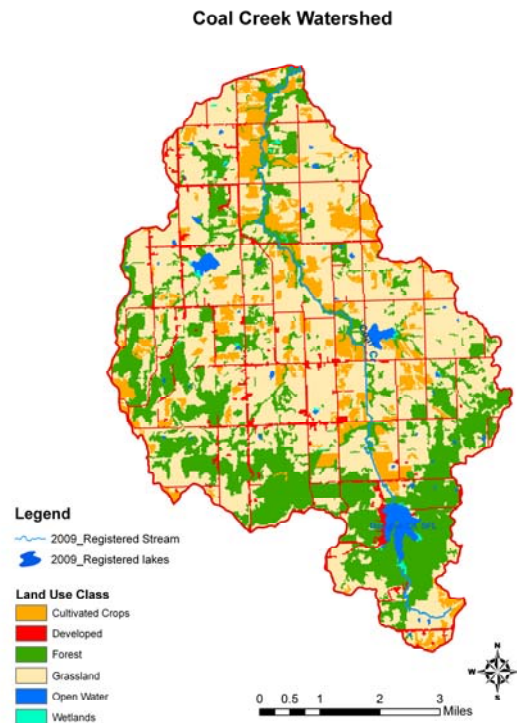 Coal Creek Watershed
Legend
2009_Registered Stream
2009_Registered lakes
Land Use Class
Cultivated Crops
Developed
Forest
Grassland
Open Water
Wetlands
N
W E
S
0 0.5 1 2 3
Miles